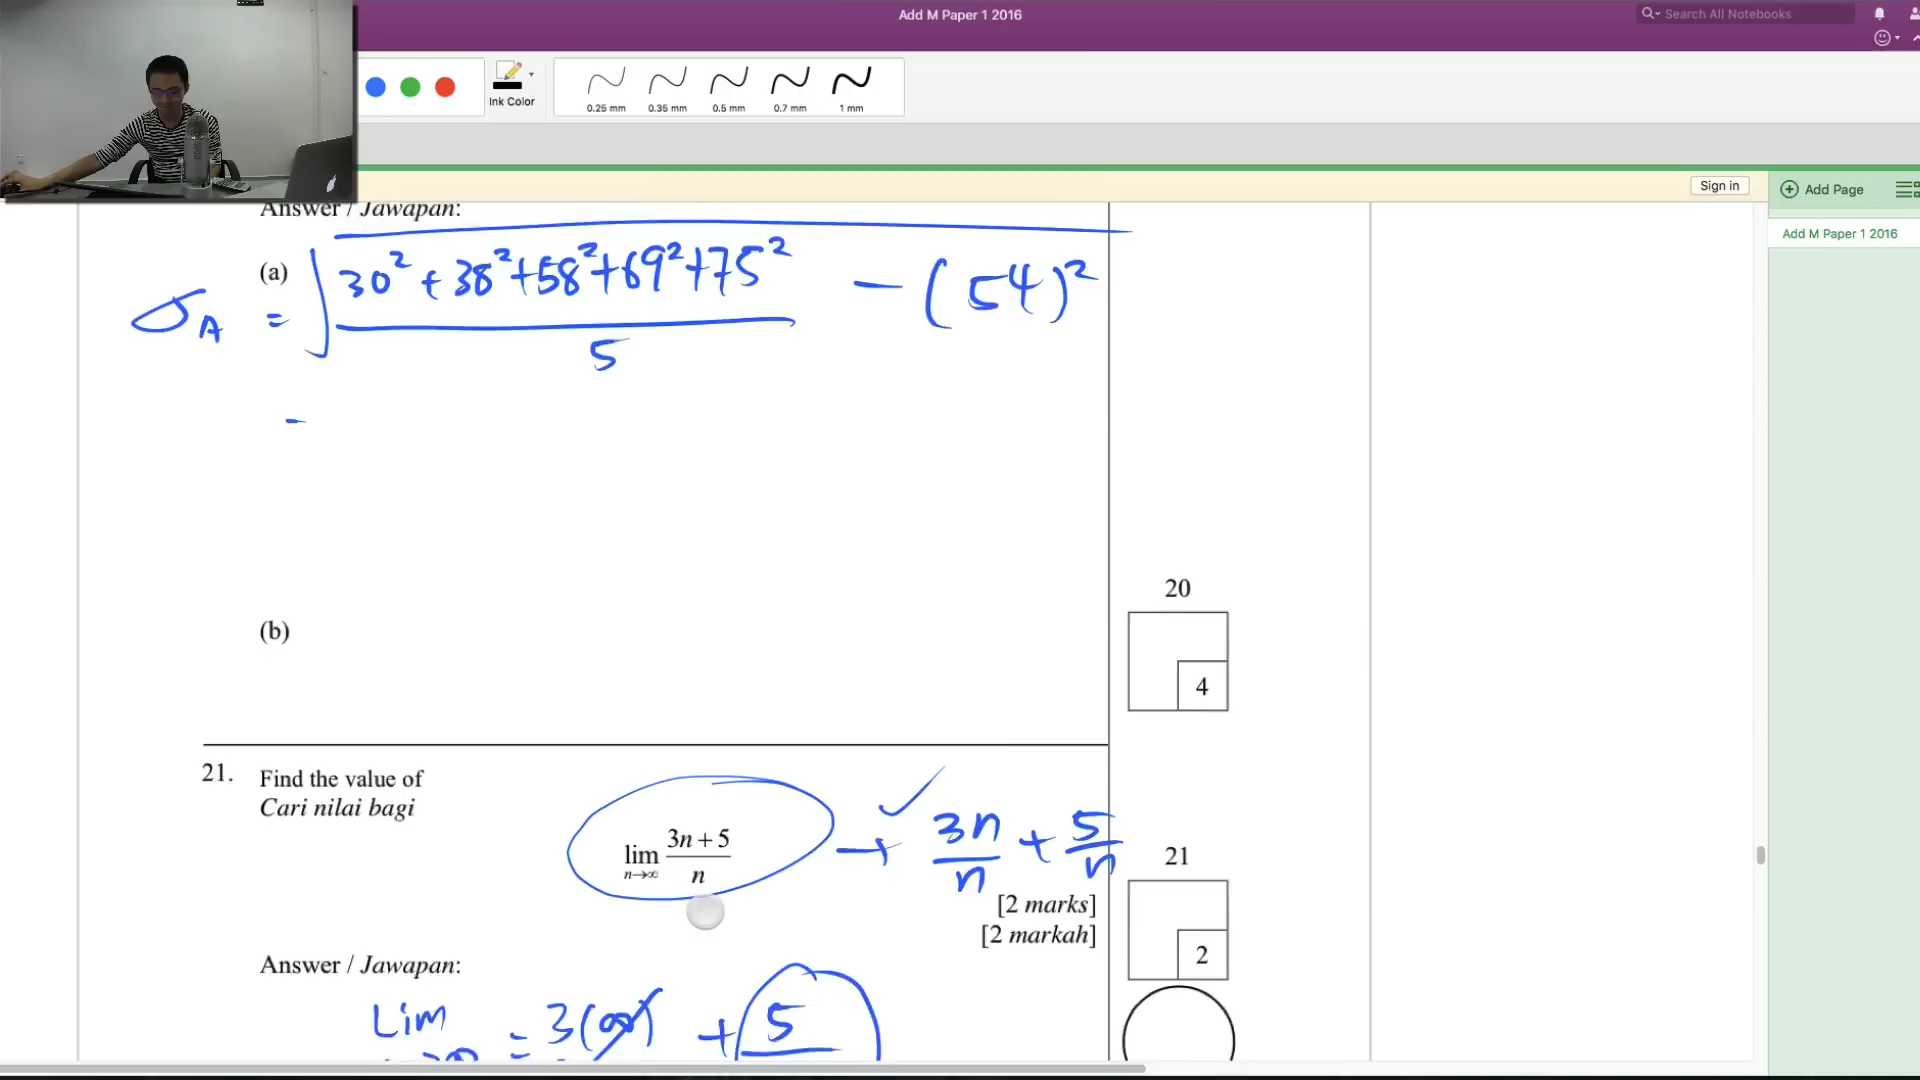 Add M Paper 1 2016
Search All Notebooks
Ink Color
0.25 mm 0.35 mm 0.5 mm 0.7 mm 1 mm
Sign in
Add Page
Add M Paper 1 2016
Answer / Jawapan:
(a) σA = √ 30² + 38² + 58² + 69² + 75² / 5 − (54)²
=
20
(b)
4
21. Find the value of
Cari nilai bagi
lim n→∞ 3n + 5 / n → 3n/n + 5/n
21
[2 marks]
[2 markah]
2
Answer / Jawapan:
Lim = 3(∞) + 5